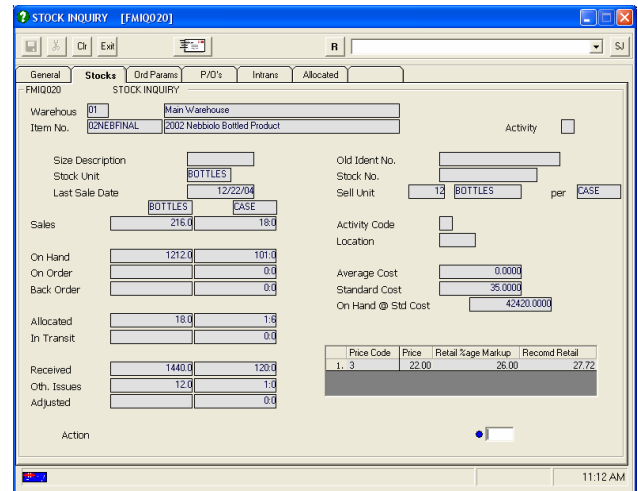 STOCK INQUIRY [FMIQ020]
Clr Exit R SJ
General Stocks Ord Params P/O's Intrans Allocated
FMIQ020 STOCK INQUIRY
Warehous 01 Main Warehouse
Item No. 02NEBFINAL 2002 Nebbiolo Bottled Product Activity
Size Description Old Ident No.
Stock Unit BOTTLES Stock No.
Last Sale Date 12/22/04 Sell Unit 12 BOTTLES per CASE
BOTTLES CASE
Sales 216.0 18:0 Activity Code
Location
On Hand 1212.0 101:0
On Order 0:0 Average Cost 0.0000
Back Order 0:0 Standard Cost 35.0000
On Hand @ Std Cost 42420.0000
Allocated 18.0 1:6
In Transit 0:0
Price Code Price Retail %age Markup Recomd Retail
Received 1440.0 120:0 1. 3 22.00 26.00 27.72
Oth. Issues 12.0 1:0
Adjusted 0:0
Action
11:12 AM